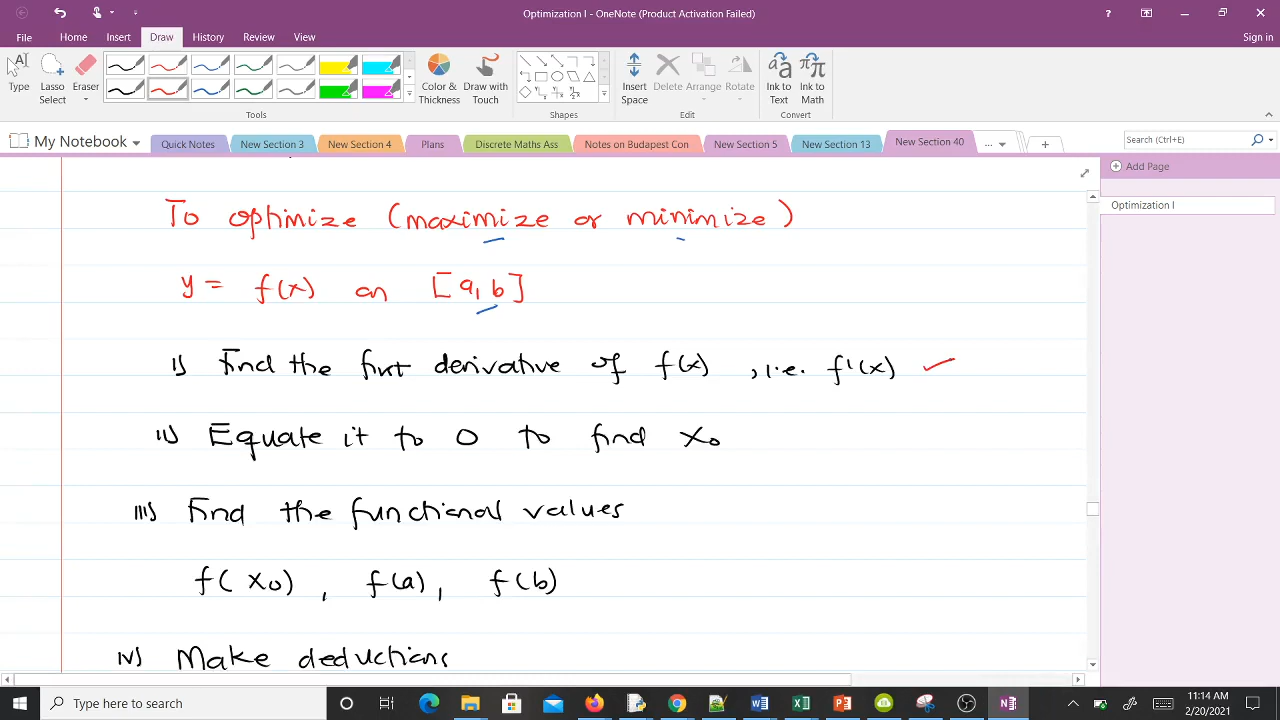 Optimization I - OneNote (Product Activation Failed)
File Home Insert Draw History Review View
Sign in
Type
Lasso Select
Eraser
Color & Thickness
Draw with Touch
Insert Space
Delete
Arrange
Rotate
Ink to Text
Ink to Math
Tools
Shapes
Edit
Convert
My Notebook
Quick Notes
New Section 3
New Section 4
Plans
Discrete Maths Ass
Notes on Budapest Con
New Section 5
New Section 13
New Section 40
...
Search (Ctrl+E)
Add Page
Optimization I
To optimize (maximize or minimize)
y = f(x) on [a, b]
i) Find the first derivative of f(x), i.e. f'(x) ✓
ii) Equate it to 0 to find x₀
iii) Find the functional values
f(x₀), f(a), f(b)
iv) Make deductions
Type here to search
11:14 AM
2/20/2021